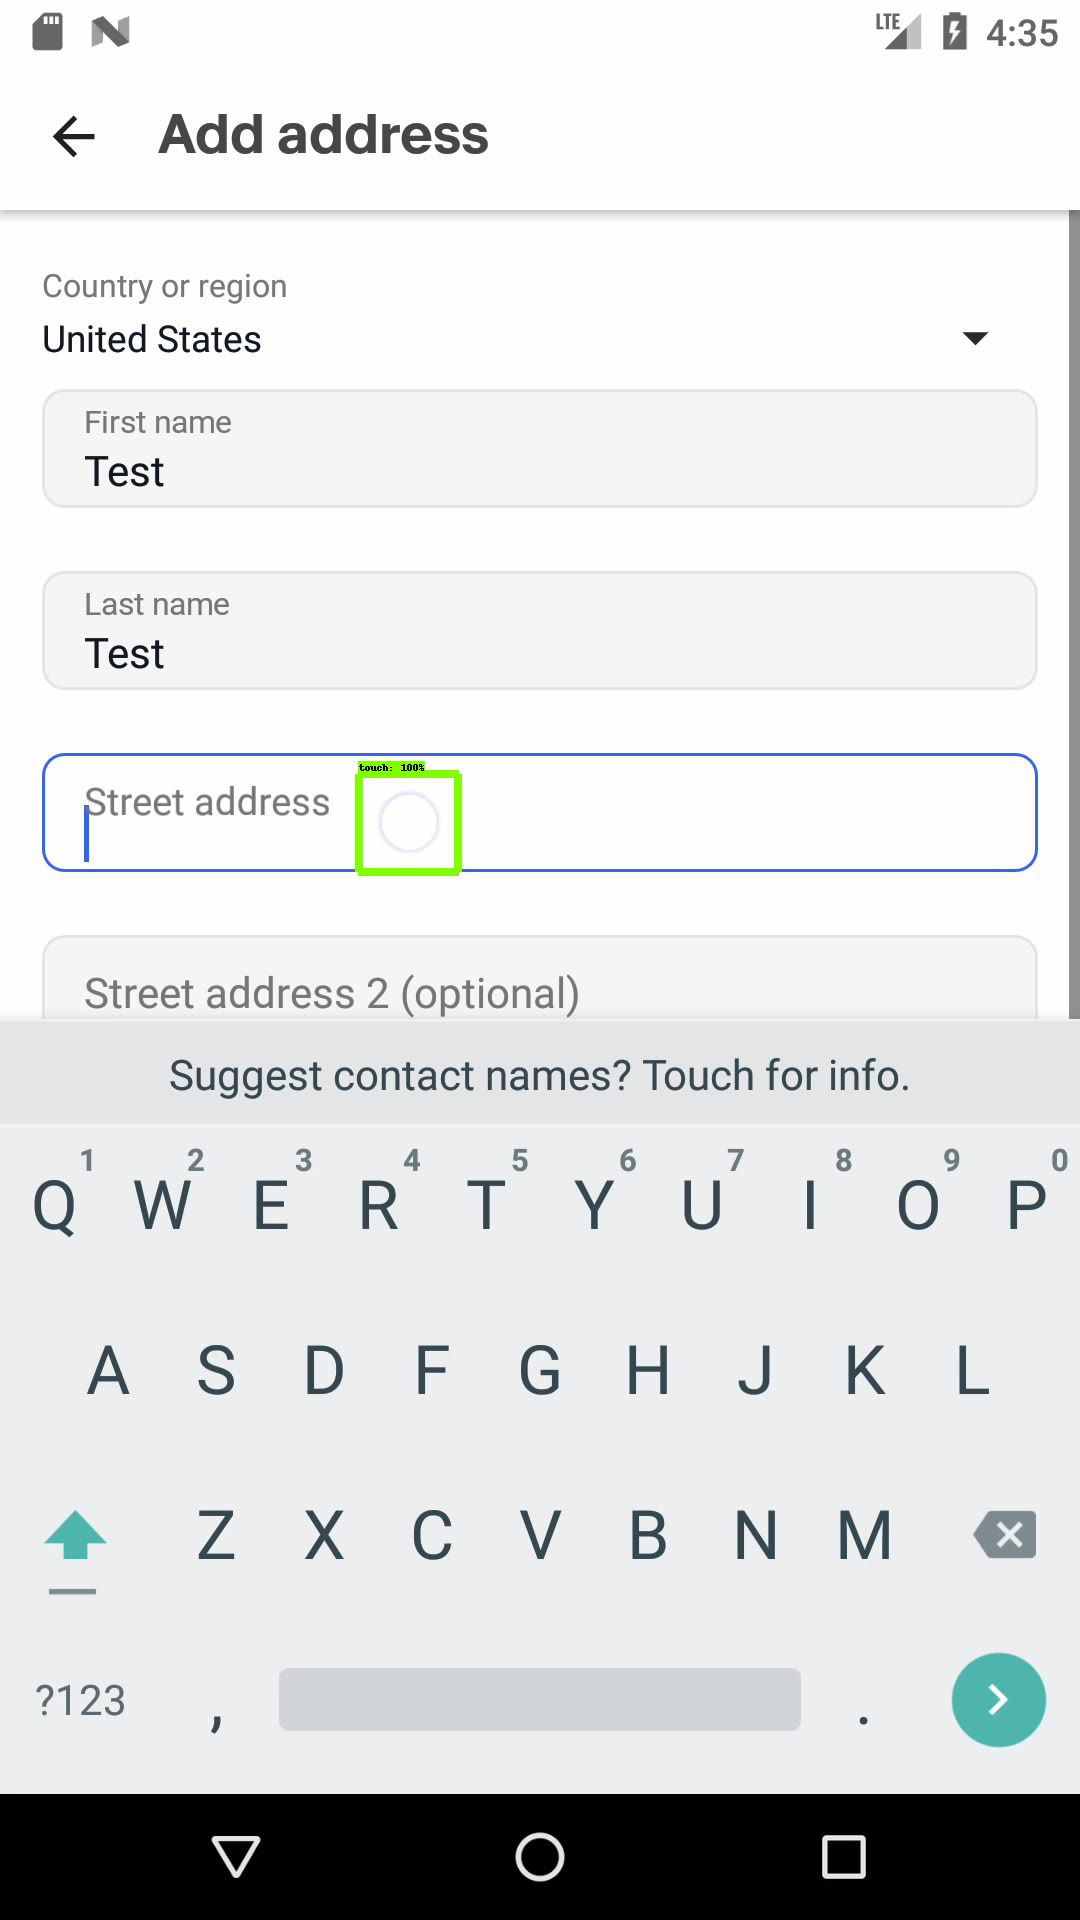 LTE 4:35
Add address
Country or region
United States
First name
Test
Last name
Test
touch: 100%
Street address
Street address 2 (optional)
Suggest contact names? Touch for info.
1 2 3 4 5 6 7 8 9 0
Q W E R T Y U I O P
A S D F G H J K L
Z X C V B N M
?123 , .